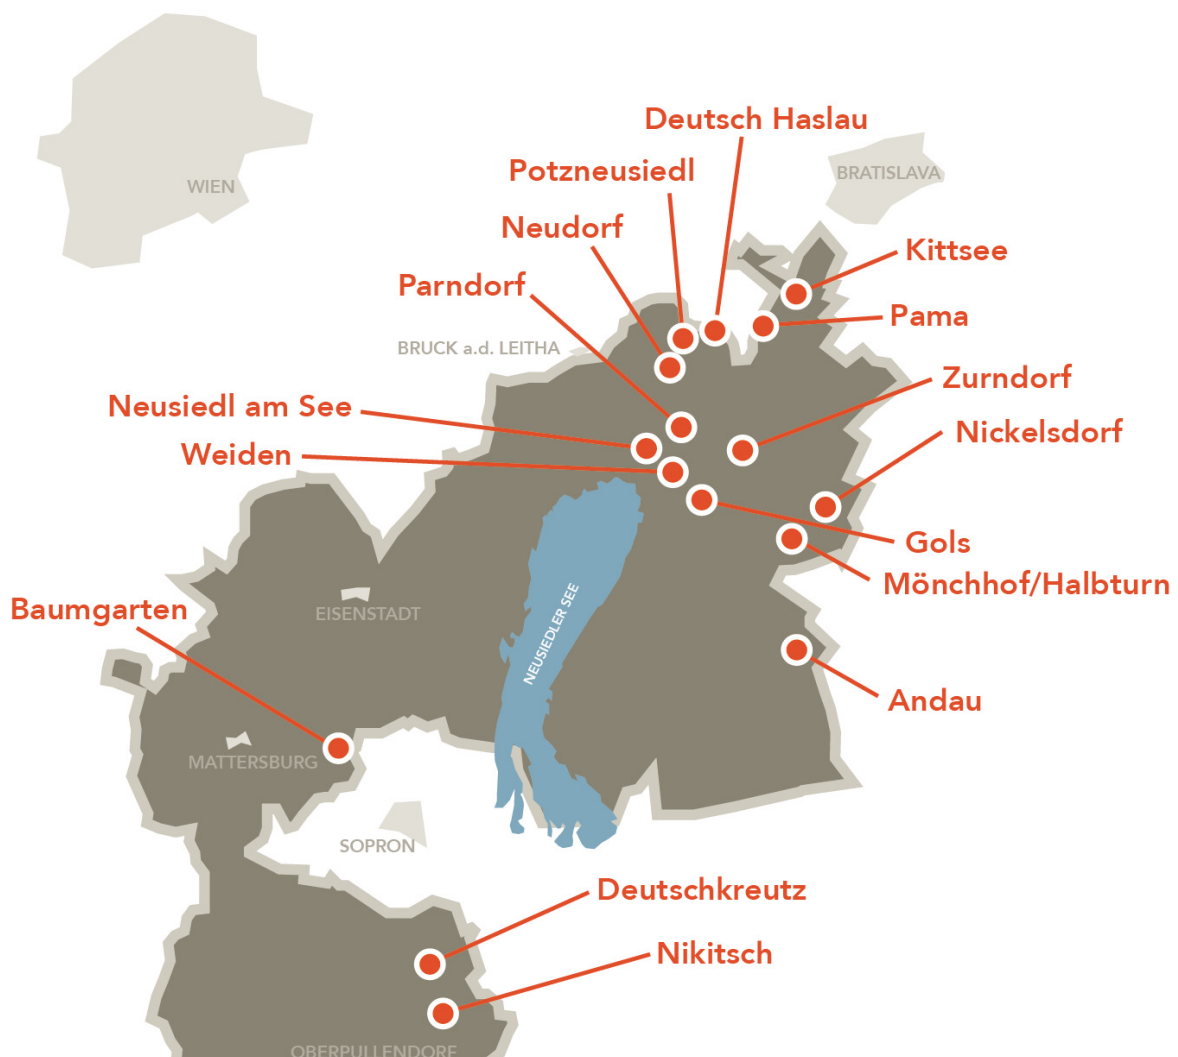 Deutsch Haslau
Potzneusiedl
BRATISLAVA
WIEN
Neudorf
Kittsee
Parndorf
Pama
BRUCK a.d. LEITHA
Zurndorf
Neusiedl am See
Nickelsdorf
Weiden
Gols
Mönchhof/Halbturn
Baumgarten
EISENSTADT
NEUSIEDLER SEE
Andau
MATTERSBURG
SOPRON
Deutschkreutz
Nikitsch
OBERPULLENDORF